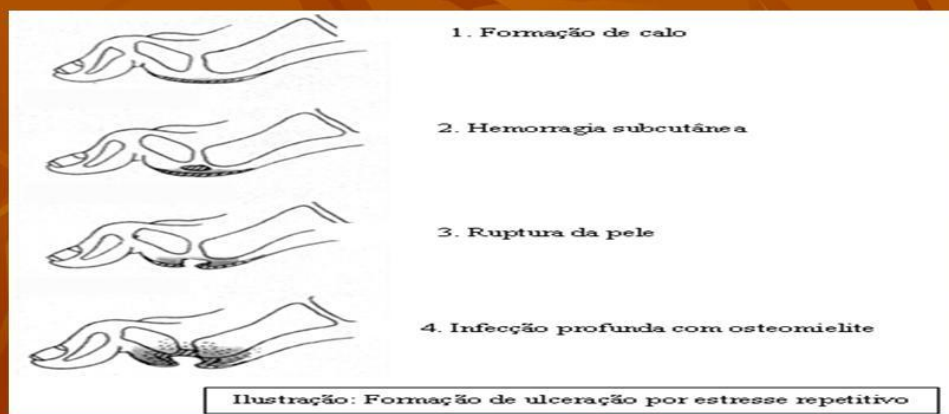 1. Formação de calo
2. Hemorragia subcutânea
3. Ruptura da pele
4. Infecção profunda com osteomielite
Ilustração: Formação de ulceração por estresse repetitivo